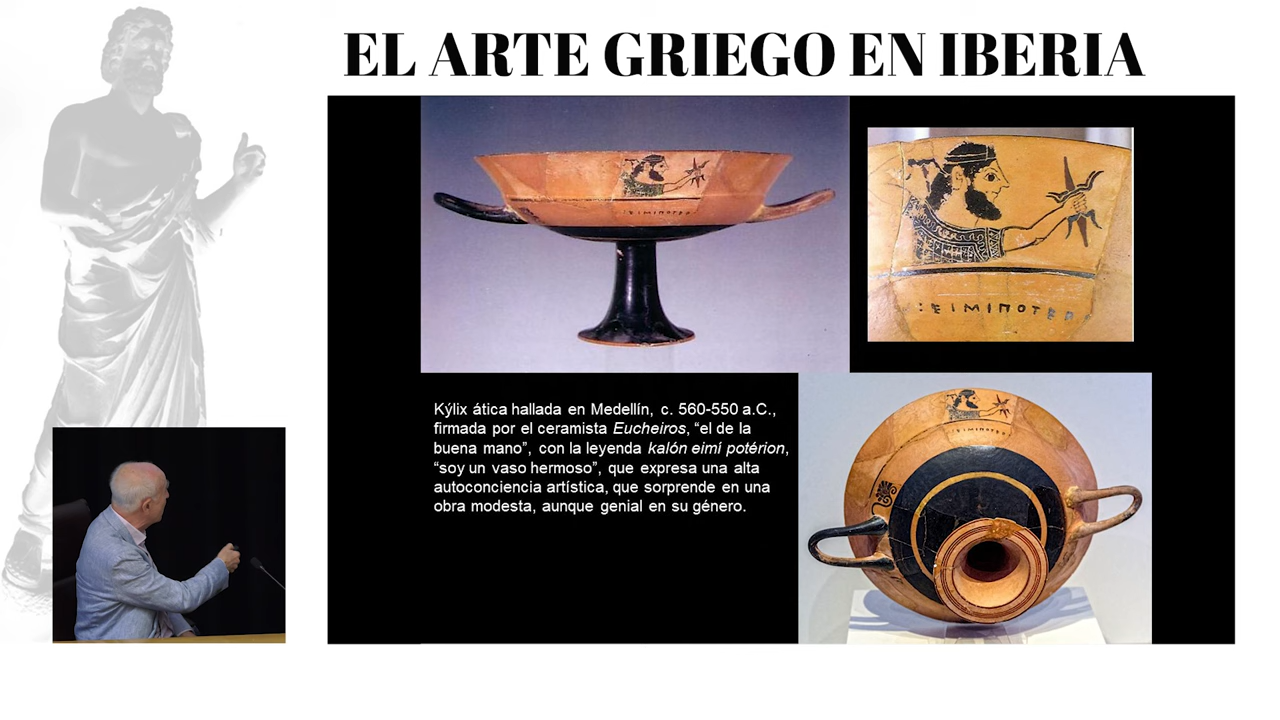 EL ARTE GRIEGO EN IBERIA
:ΕΙΜΙΠΟΤΕΡ
Kýlix ática hallada en Medellín, c. 560-550 a.C.,
firmada por el ceramista Eucheiros, “el de la
buena mano”, con la leyenda kalón eimí potérion,
“soy un vaso hermoso”, que expresa una alta
autoconciencia artística, que sorprende en una
obra modesta, aunque genial en su género.